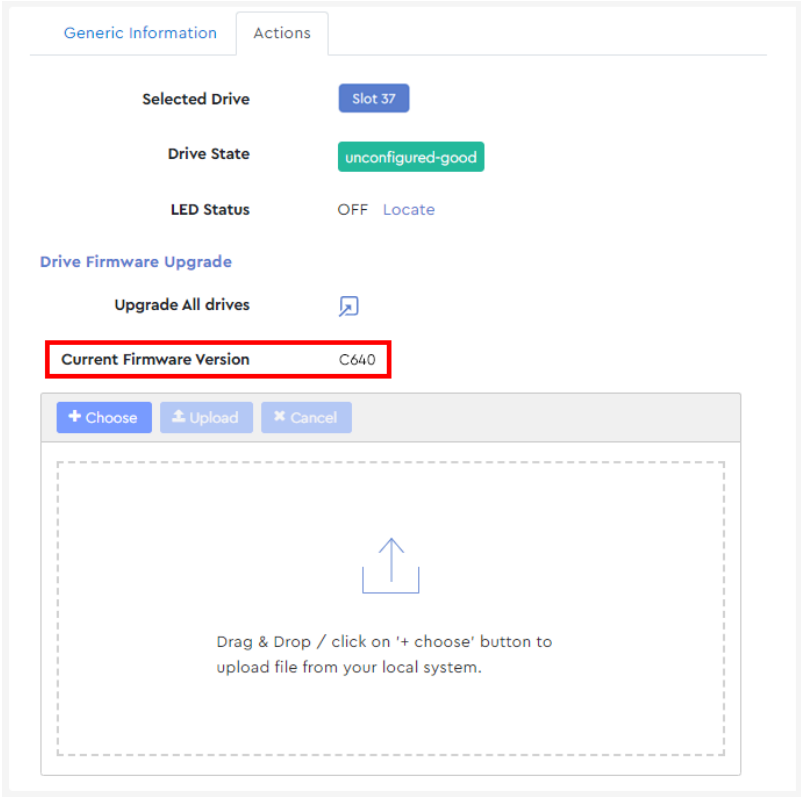 Generic Information Actions
Selected Drive Slot 37
Drive State unconfigured-good
LED Status OFF Locate
Drive Firmware Upgrade
Upgrade All drives
Current Firmware Version C640
+ Choose Upload × Cancel
Drag & Drop / click on '+ choose' button to
upload file from your local system.